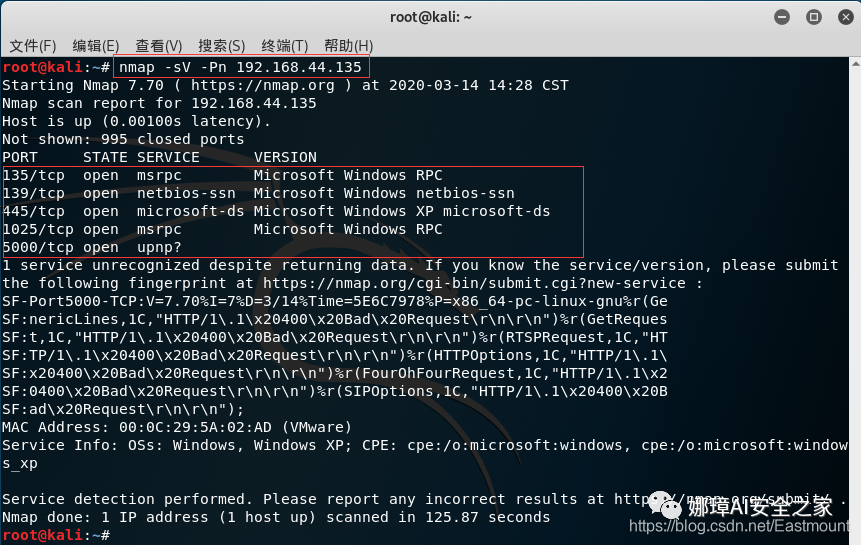 root@kali: ~
文件(F) 编辑(E) 查看(V) 搜索(S) 终端(T) 帮助(H)
root@kali:~# nmap -sV -Pn 192.168.44.135
Starting Nmap 7.70 ( https://nmap.org ) at 2020-03-14 14:28 CST
Nmap scan report for 192.168.44.135
Host is up (0.00100s latency).
Not shown: 995 closed ports
PORT     STATE SERVICE      VERSION
135/tcp  open  msrpc        Microsoft Windows RPC
139/tcp  open  netbios-ssn  Microsoft Windows netbios-ssn
445/tcp  open  microsoft-ds Microsoft Windows XP microsoft-ds
1025/tcp open  msrpc        Microsoft Windows RPC
5000/tcp open  upnp?
1 service unrecognized despite returning data. If you know the service/version, please submit
the following fingerprint at https://nmap.org/cgi-bin/submit.cgi?new-service :
SF-Port5000-TCP:V=7.70%I=7%D=3/14%Time=5E6C7978%P=x86_64-pc-linux-gnu%r(Ge
SF:nericLines,1C,"HTTP/1\.1\x20400\x20Bad\x20Request\r\n\r\n")%r(GetReques
SF:t,1C,"HTTP/1\.1\x20400\x20Bad\x20Request\r\n\r\n")%r(RTSPRequest,1C,"HT
SF:TP/1\.1\x20400\x20Bad\x20Request\r\n\r\n")%r(HTTPOptions,1C,"HTTP/1\.1\
SF:x20400\x20Bad\x20Request\r\n\r\n")%r(FourOhFourRequest,1C,"HTTP/1\.1\x2
SF:0400\x20Bad\x20Request\r\n\r\n")%r(SIPOptions,1C,"HTTP/1\.1\x20400\x20B
SF:ad\x20Request\r\n\r\n");
MAC Address: 00:0C:29:5A:02:AD (VMware)
Service Info: OSs: Windows, Windows XP; CPE: cpe:/o:microsoft:windows, cpe:/o:microsoft:window
s_xp
Service detection performed. Please report any incorrect results at https://nmap.org/submit/ .
Nmap done: 1 IP address (1 host up) scanned in 125.87 seconds
root@kali:~#
娜璋AI安全之家
https://blog.csdn.net/Eastmount